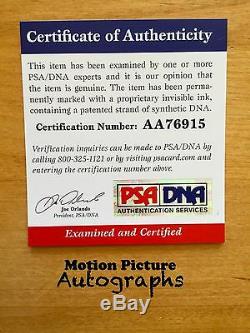 Certificate of Authenticity
This item has been examined by one or more
PSA/DNA experts and it is our opinion that the
item is genuine. The item has been perma-
nently marked with a proprietary invisible ink,
containing a patented strand of synthetic DNA.
Certification Number: AA76915
Verification inquiries can be made to PSA/DNA by
calling 800-325-1121 or by visiting psacard.com and
entering the certification number above.
Joe Orlando
President, PSA/DNA
PSA DNA
AUTHENTICATION SERVICES
Examined and Certified
Motion Picture
Autographs